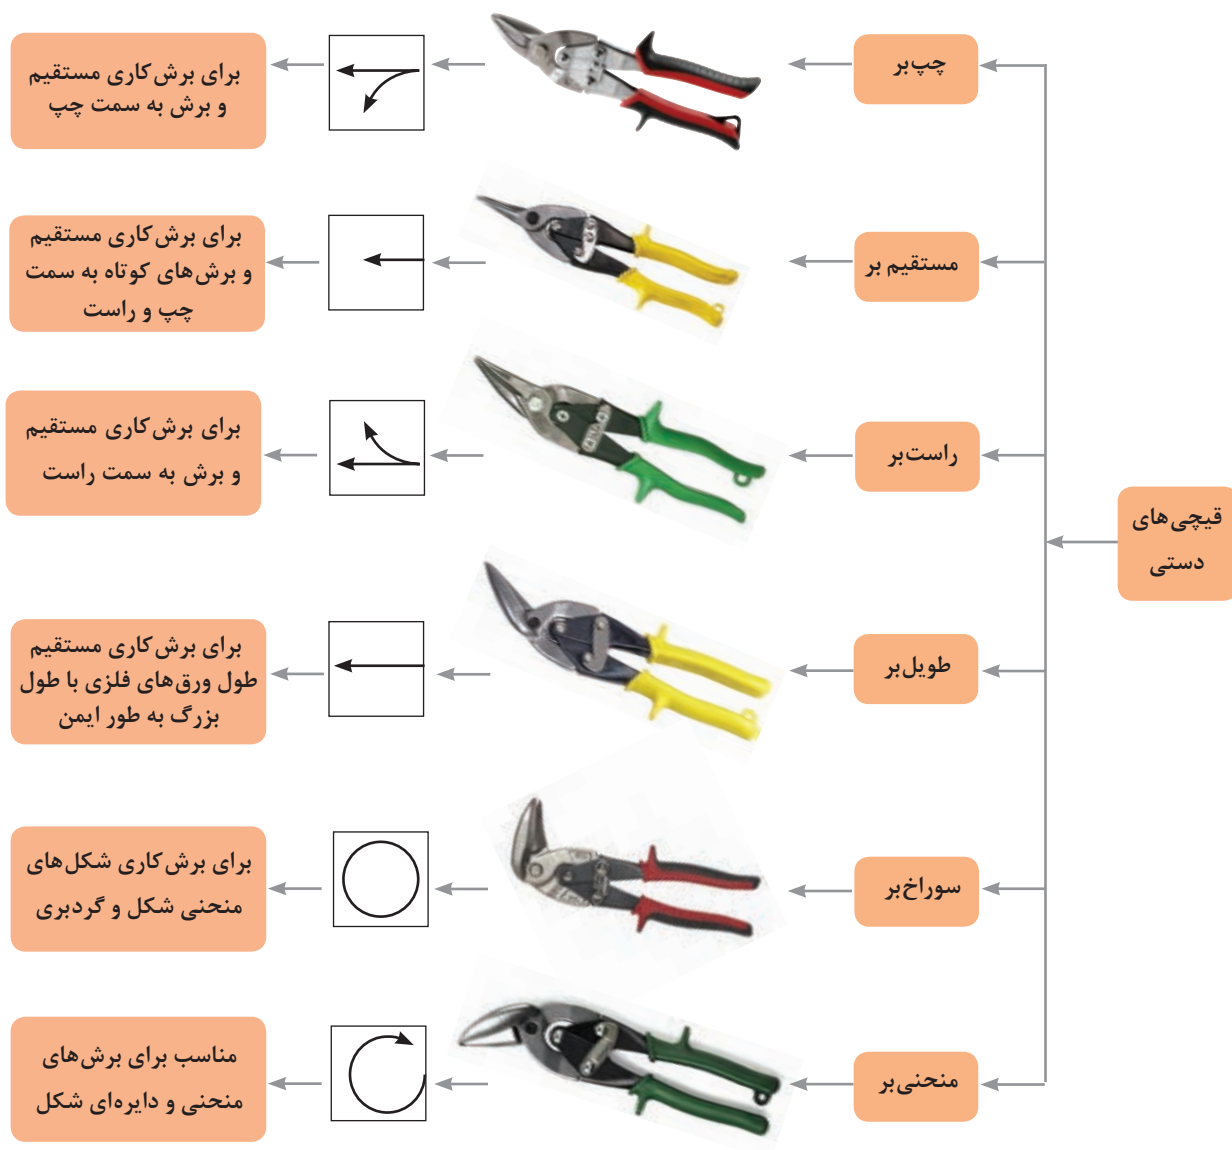 قیچی‌های
دستی
چپ‌بر
برای برش‌کاری مستقیم
و برش به سمت چپ
مستقیم بر
برای برش‌کاری مستقیم
و برش‌های کوتاه به سمت
چپ و راست
راست‌بر
برای برش‌کاری مستقیم
و برش به سمت راست
طویل‌بر
برای برش‌کاری مستقیم
طول ورق‌های فلزی با طول
بزرگ به طور ایمن
سوراخ‌بر
برای برش‌کاری شکل‌های
منحنی شکل و گردبری
منحنی‌بر
مناسب برای برش‌های
منحنی و دایره‌ای شکل